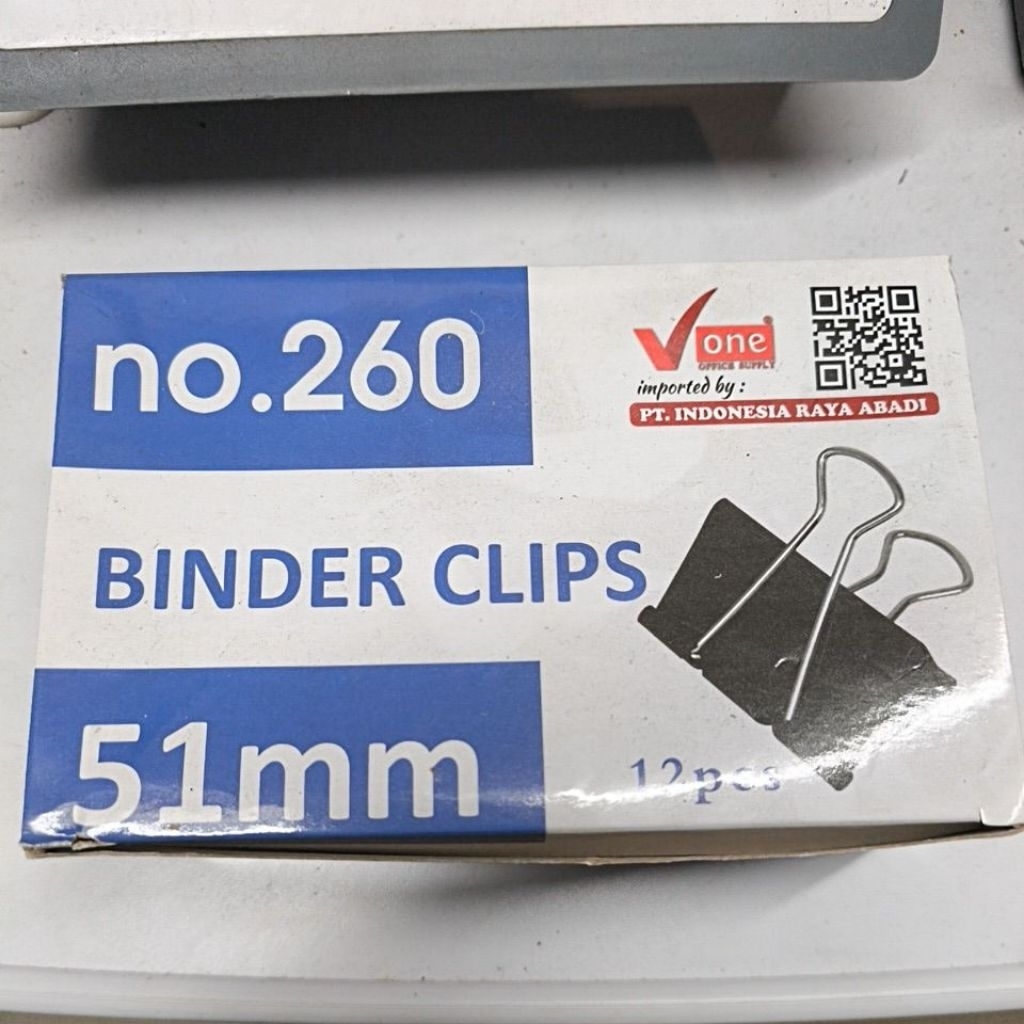 no.260
V one
OFFICE SUPPLY
imported by :
PT. INDONESIA RAYA ABADI
BINDER CLIPS
51mm
12pcs